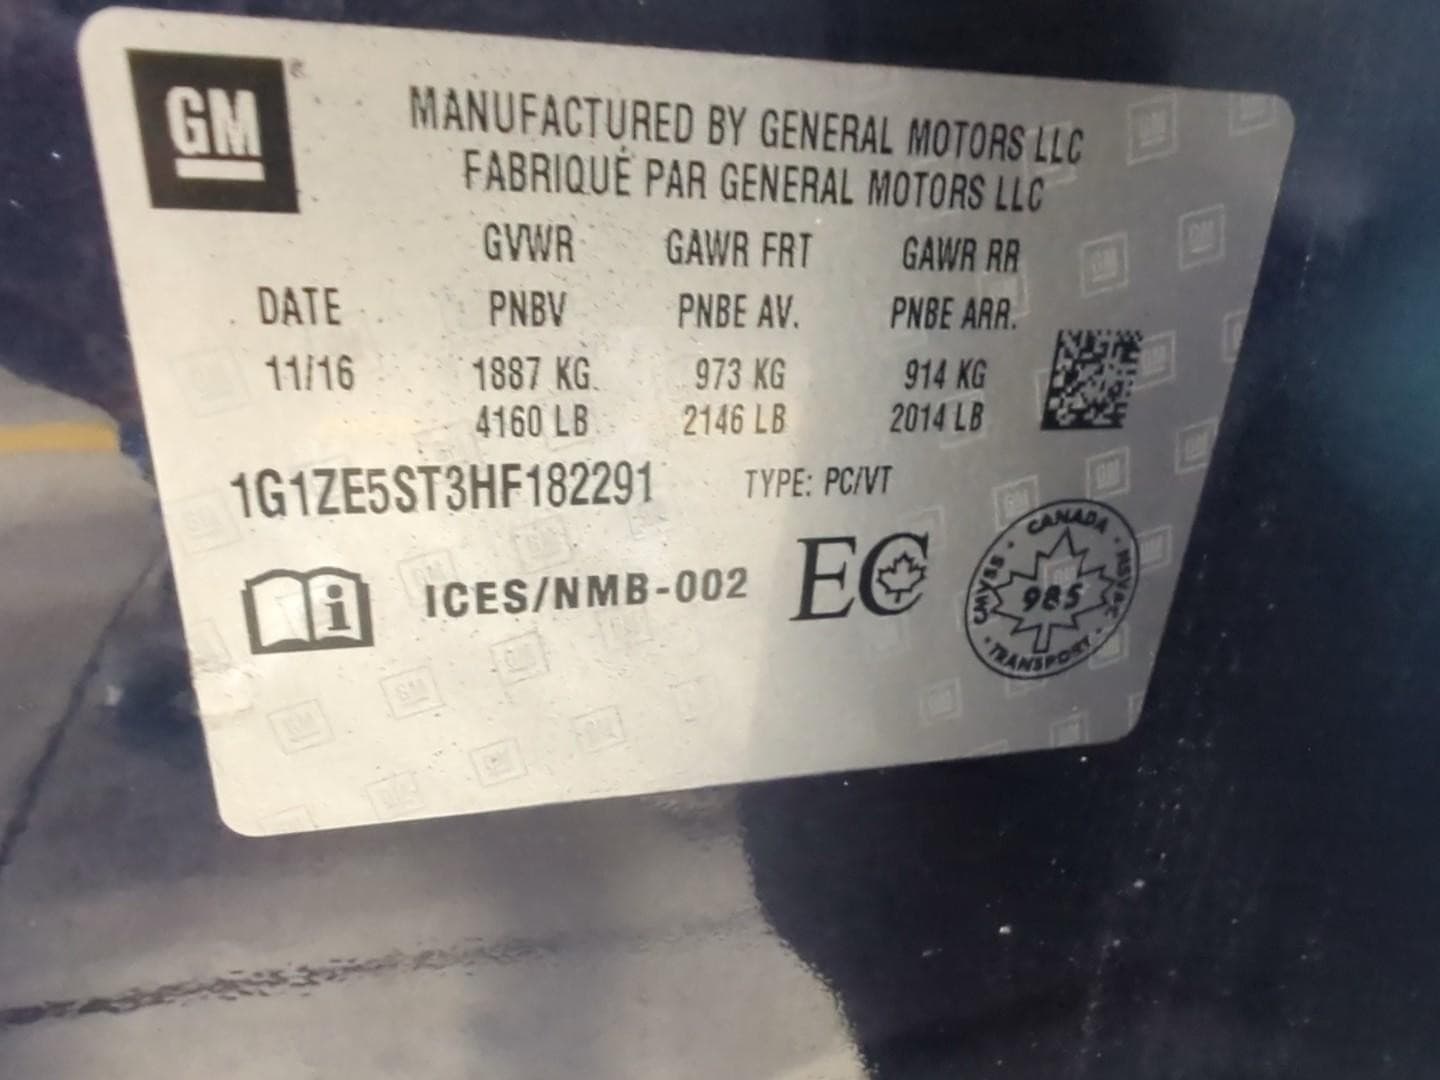 GM
MANUFACTURED BY GENERAL MOTORS LLC
FABRIQUÉ PAR GENERAL MOTORS LLC
GVWR GAWR FRT GAWR RR
DATE PNBV PNBE AV. PNBE ARR.
11/16 1887 KG 973 KG 914 KG
4160 LB 2146 LB 2014 LB
1G1ZE5ST3HF182291 TYPE: PC/VT
i ICES/NMB-002 EC
CANADA
CMVSS 985 NSVAC
TRANSPORT